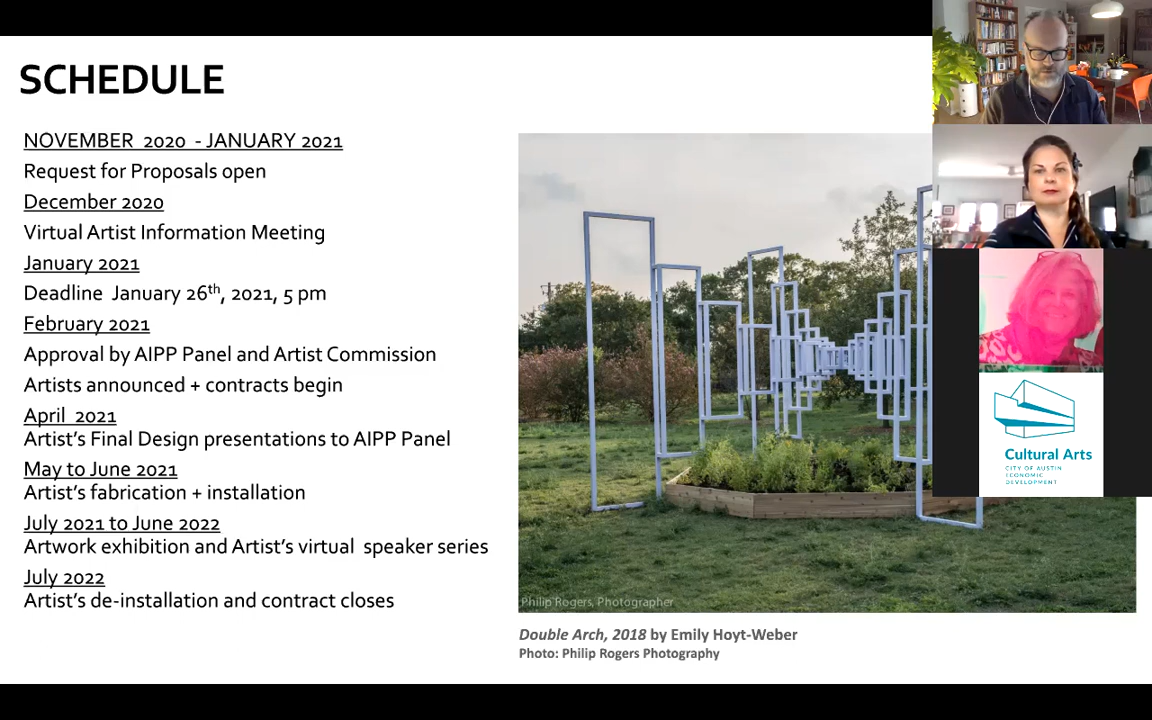 SCHEDULE
NOVEMBER 2020 - JANUARY 2021
Request for Proposals open
December 2020
Virtual Artist Information Meeting
January 2021
Deadline January 26th, 2021, 5 pm
February 2021
Approval by AIPP Panel and Artist Commission
Artists announced + contracts begin
April 2021
Artist's Final Design presentations to AIPP Panel
May to June 2021
Artist's fabrication + installation
July 2021 to June 2022
Artwork exhibition and Artist's virtual speaker series
July 2022
Artist's de-installation and contract closes
Philip Rogers, Photographer
Double Arch, 2018 by Emily Hoyt-Weber
Photo: Philip Rogers Photography
Cultural Arts
CITY OF AUSTIN
ECONOMIC
DEVELOPMENT